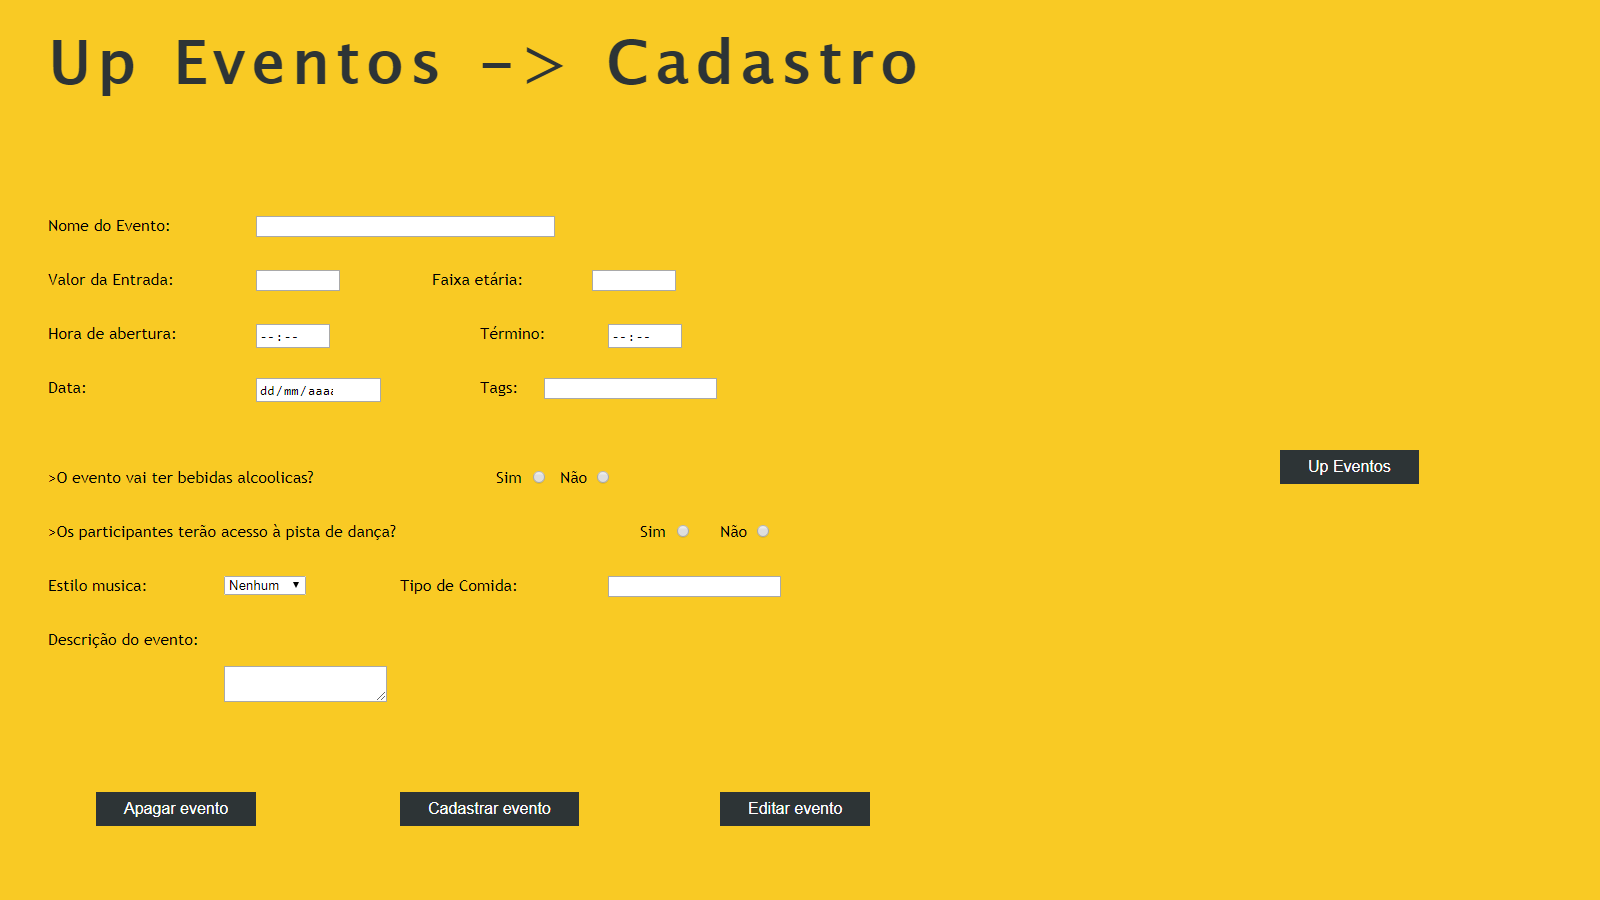 Up Eventos -> Cadastro
Nome do Evento:
Valor da Entrada: Faixa etária:
Hora de abertura: --:-- Término: --:--
Data: dd/mm/aaaa Tags:
Up Eventos
>O evento vai ter bebidas alcoolicas? Sim Não
>Os participantes terão acesso à pista de dança? Sim Não
Estilo musica: Nenhum Tipo de Comida:
Descrição do evento:
Apagar evento Cadastrar evento Editar evento